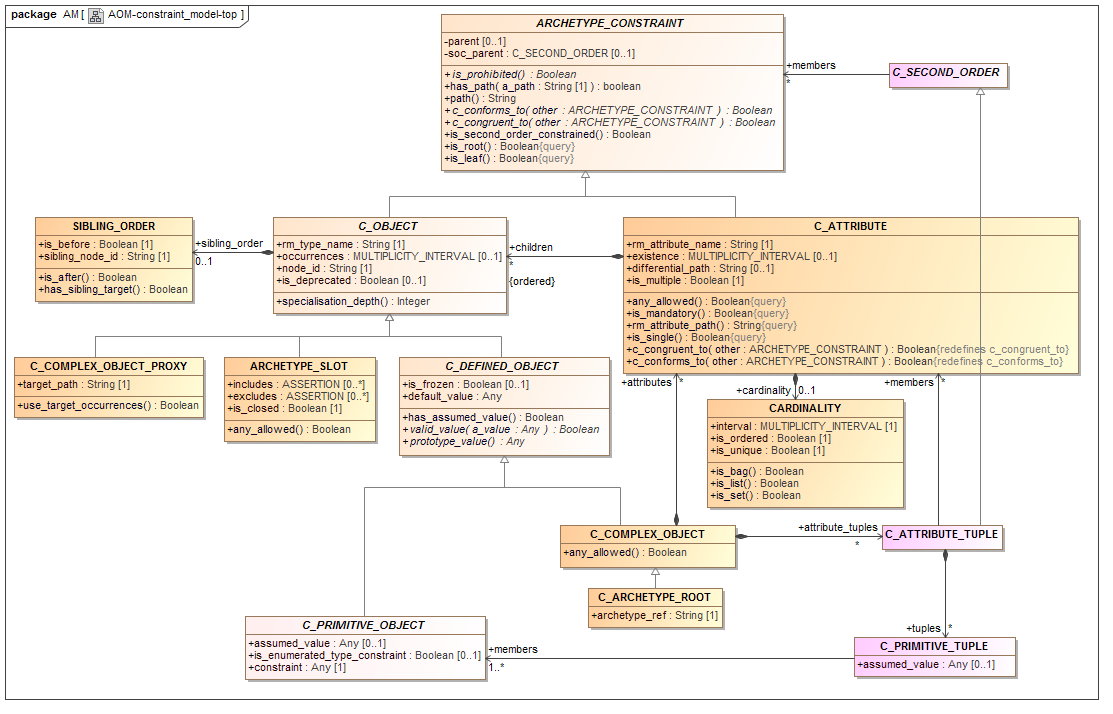 package AM [ AOM-constraint_model-top ]
ARCHETYPE_CONSTRAINT
-parent [0..1]
-soc_parent : C_SECOND_ORDER [0..1]
+is_prohibited() : Boolean
+has_path( a_path : String [1] ) : boolean
+path() : String
+c_conforms_to( other : ARCHETYPE_CONSTRAINT ) : Boolean
+c_congruent_to( other : ARCHETYPE_CONSTRAINT ) : Boolean
+is_second_order_constrained() : Boolean
+is_root() : Boolean{query}
+is_leaf() : Boolean{query}
+members
*
C_SECOND_ORDER
SIBLING_ORDER
+is_before : Boolean [1]
+sibling_node_id : String [1]
+is_after() : Boolean
+has_sibling_target() : Boolean
+sibling_order
0..1
C_OBJECT
+rm_type_name : String [1]
+occurrences : MULTIPLICITY_INTERVAL [0..1]
+node_id : String [1]
+is_deprecated : Boolean [0..1]
+specialisation_depth() : Integer
+children
*
{ordered}
C_ATTRIBUTE
+rm_attribute_name : String [1]
+existence : MULTIPLICITY_INTERVAL [0..1]
+differential_path : String [0..1]
+is_multiple : Boolean [1]
+any_allowed() : Boolean{query}
+is_mandatory() : Boolean{query}
+rm_attribute_path() : String{query}
+is_single() : Boolean{query}
+c_congruent_to( other : ARCHETYPE_CONSTRAINT ) : Boolean{redefines c_congruent_to}
+c_conforms_to( other : ARCHETYPE_CONSTRAINT ) : Boolean{redefines c_conforms_to}
C_COMPLEX_OBJECT_PROXY
+target_path : String [1]
+use_target_occurrences() : Boolean
ARCHETYPE_SLOT
+includes : ASSERTION [0..*]
+excludes : ASSERTION [0..*]
+is_closed : Boolean [1]
+any_allowed() : Boolean
C_DEFINED_OBJECT
+is_frozen : Boolean [0..1]
+default_value : Any
+has_assumed_value() : Boolean
+valid_value( a_value : Any ) : Boolean
+prototype_value() : Any
+attributes
*
+cardinality
0..1
+members
*
CARDINALITY
+interval : MULTIPLICITY_INTERVAL [1]
+is_ordered : Boolean [1]
+is_unique : Boolean [1]
+is_bag() : Boolean
+is_list() : Boolean
+is_set() : Boolean
C_COMPLEX_OBJECT
+any_allowed() : Boolean
+attribute_tuples
*
C_ATTRIBUTE_TUPLE
C_ARCHETYPE_ROOT
+archetype_ref : String [1]
C_PRIMITIVE_OBJECT
+assumed_value : Any [0..1]
+is_enumerated_type_constraint : Boolean [0..1]
+constraint : Any [1]
+members
1..*
+tuples
*
C_PRIMITIVE_TUPLE
+assumed_value : Any [0..1]